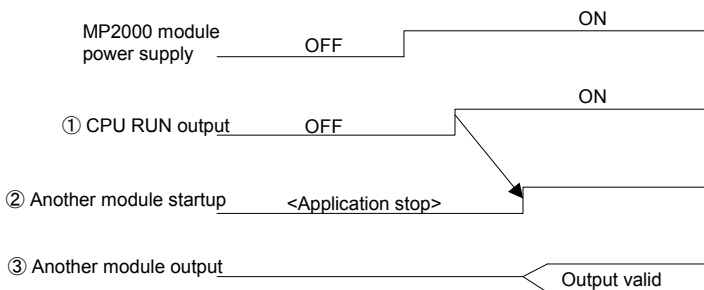 MP2000 module
power supply
OFF
ON
① CPU RUN output
OFF
ON
② Another module startup
<Application stop>
③ Another module output
Output valid